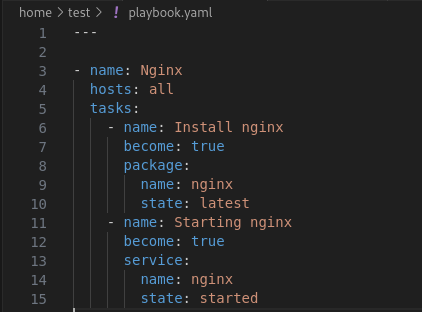 home > test > ! playbook.yaml
1 ---
2
3 - name: Nginx
4   hosts: all
5   tasks:
6     - name: Install nginx
7       become: true
8       package:
9         name: nginx
10         state: latest
11     - name: Starting nginx
12       become: true
13       service:
14         name: nginx
15         state: started